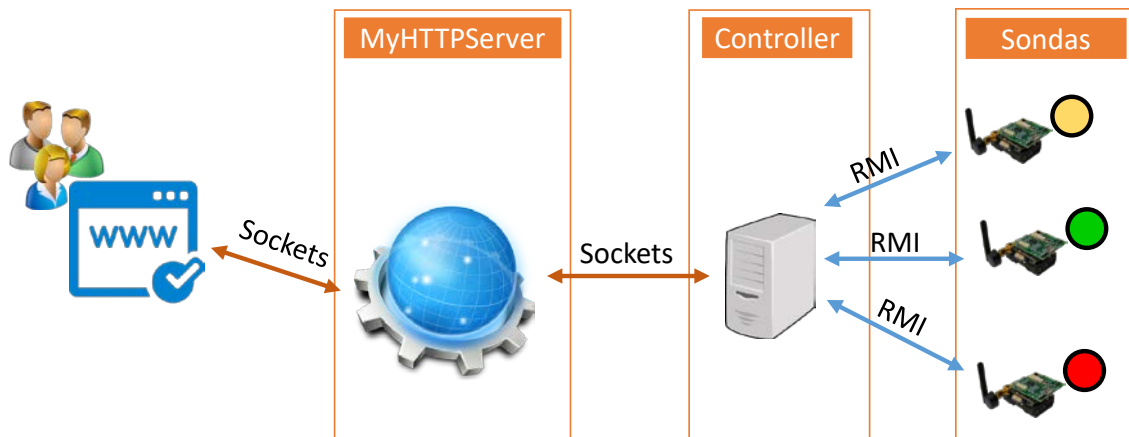 MyHTTPServer
Controller
Sondas
WWW
Sockets
Sockets
RMI
RMI
RMI